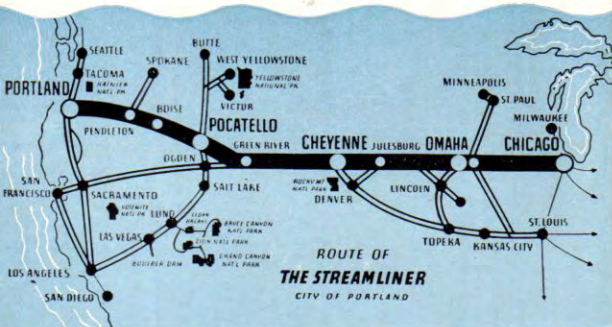 SEATTLE
TACOMA
RAINIER
NAT'L PK
PORTLAND
SPOKANE
BUTTE
WEST YELLOWSTONE
YELLOWSTONE
NATIONAL PK
VICTOR
PENDLETON
BOISE
POCATELLO
OGDEN
GREEN RIVER
CHEYENNE
JULESBURG
OMAHA
CHICAGO
MINNEAPOLIS
ST. PAUL
MILWAUKEE
SAN
FRANCISCO
SACRAMENTO
YOSEMITE
NAT'L PK
SALT LAKE
ROCKY MT
NAT'L PARK
DENVER
LINCOLN
LUND
CEDAR
BREAKS
BRYCE CANYON
NAT'L PARK
ZION NAT'L PARK
GRAND CANYON
NAT'L PARK
LAS VEGAS
BOULDER DAM
LOS ANGELES
SAN DIEGO
TOPEKA
KANSAS CITY
ST. LOUIS
ROUTE OF
THE STREAMLINER
CITY OF PORTLAND